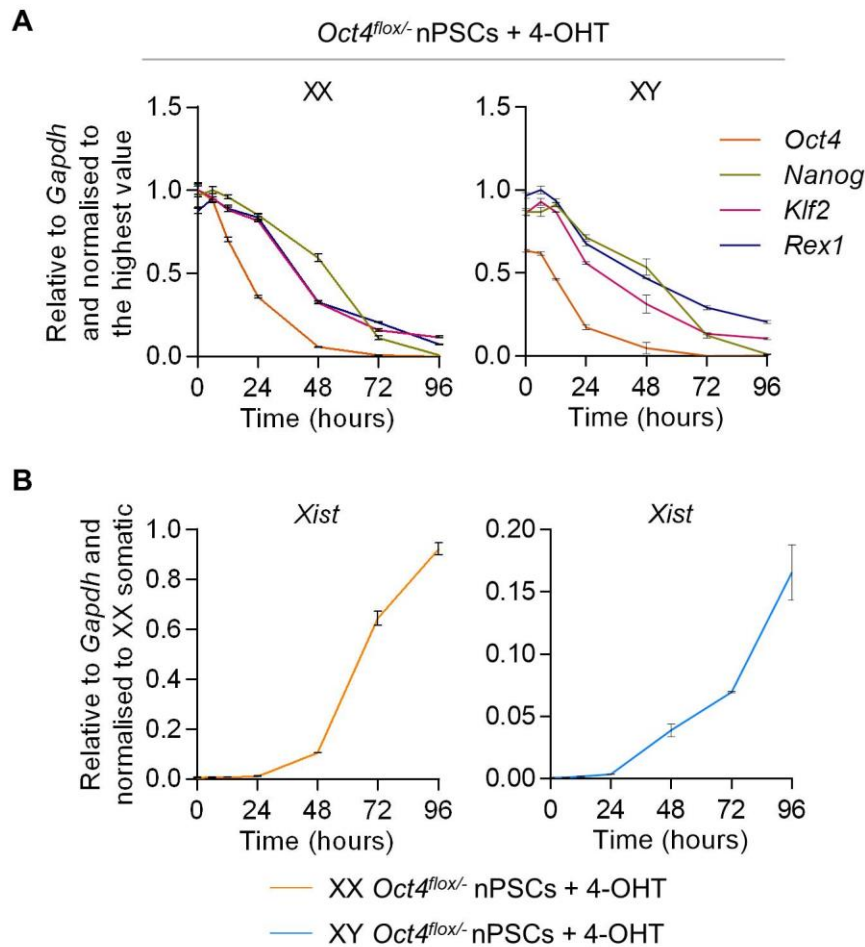 A
Oct4flox/- nPSCs + 4-OHT
XX
XY
Relative to Gapdh
and normalised to
the highest value
1.5
1.0
0.5
0.0
0 24 48 72 96
Time (hours)
1.5
1.0
0.5
0.0
0 24 48 72 96
Time (hours)
Oct4
Nanog
Klf2
Rex1
B
Xist
Xist
Relative to Gapdh and
normalised to XX somatic
1.0
0.8
0.6
0.4
0.2
0.0
0 24 48 72 96
Time (hours)
0.20
0.15
0.10
0.05
0.00
0 24 48 72 96
Time (hours)
XX Oct4flox/- nPSCs + 4-OHT
XY Oct4flox/- nPSCs + 4-OHT